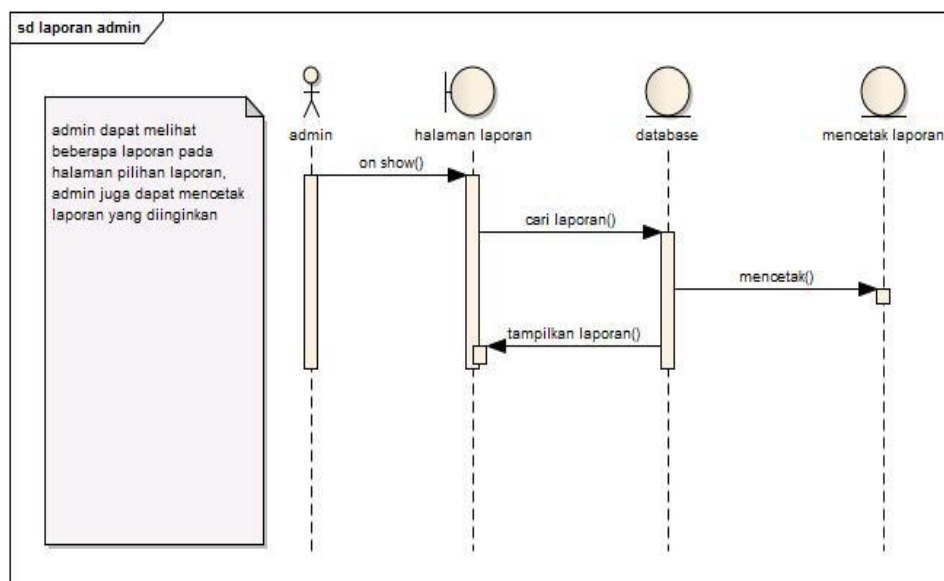 sd laporan admin
admin dapat melihat
beberapa laporan pada
halaman pilihan laporan,
admin juga dapat mencetak
laporan yang diinginkan
admin
halaman laporan
database
mencetak laporan
on show()
cari laporan()
mencetak()
tampilkan laporan()